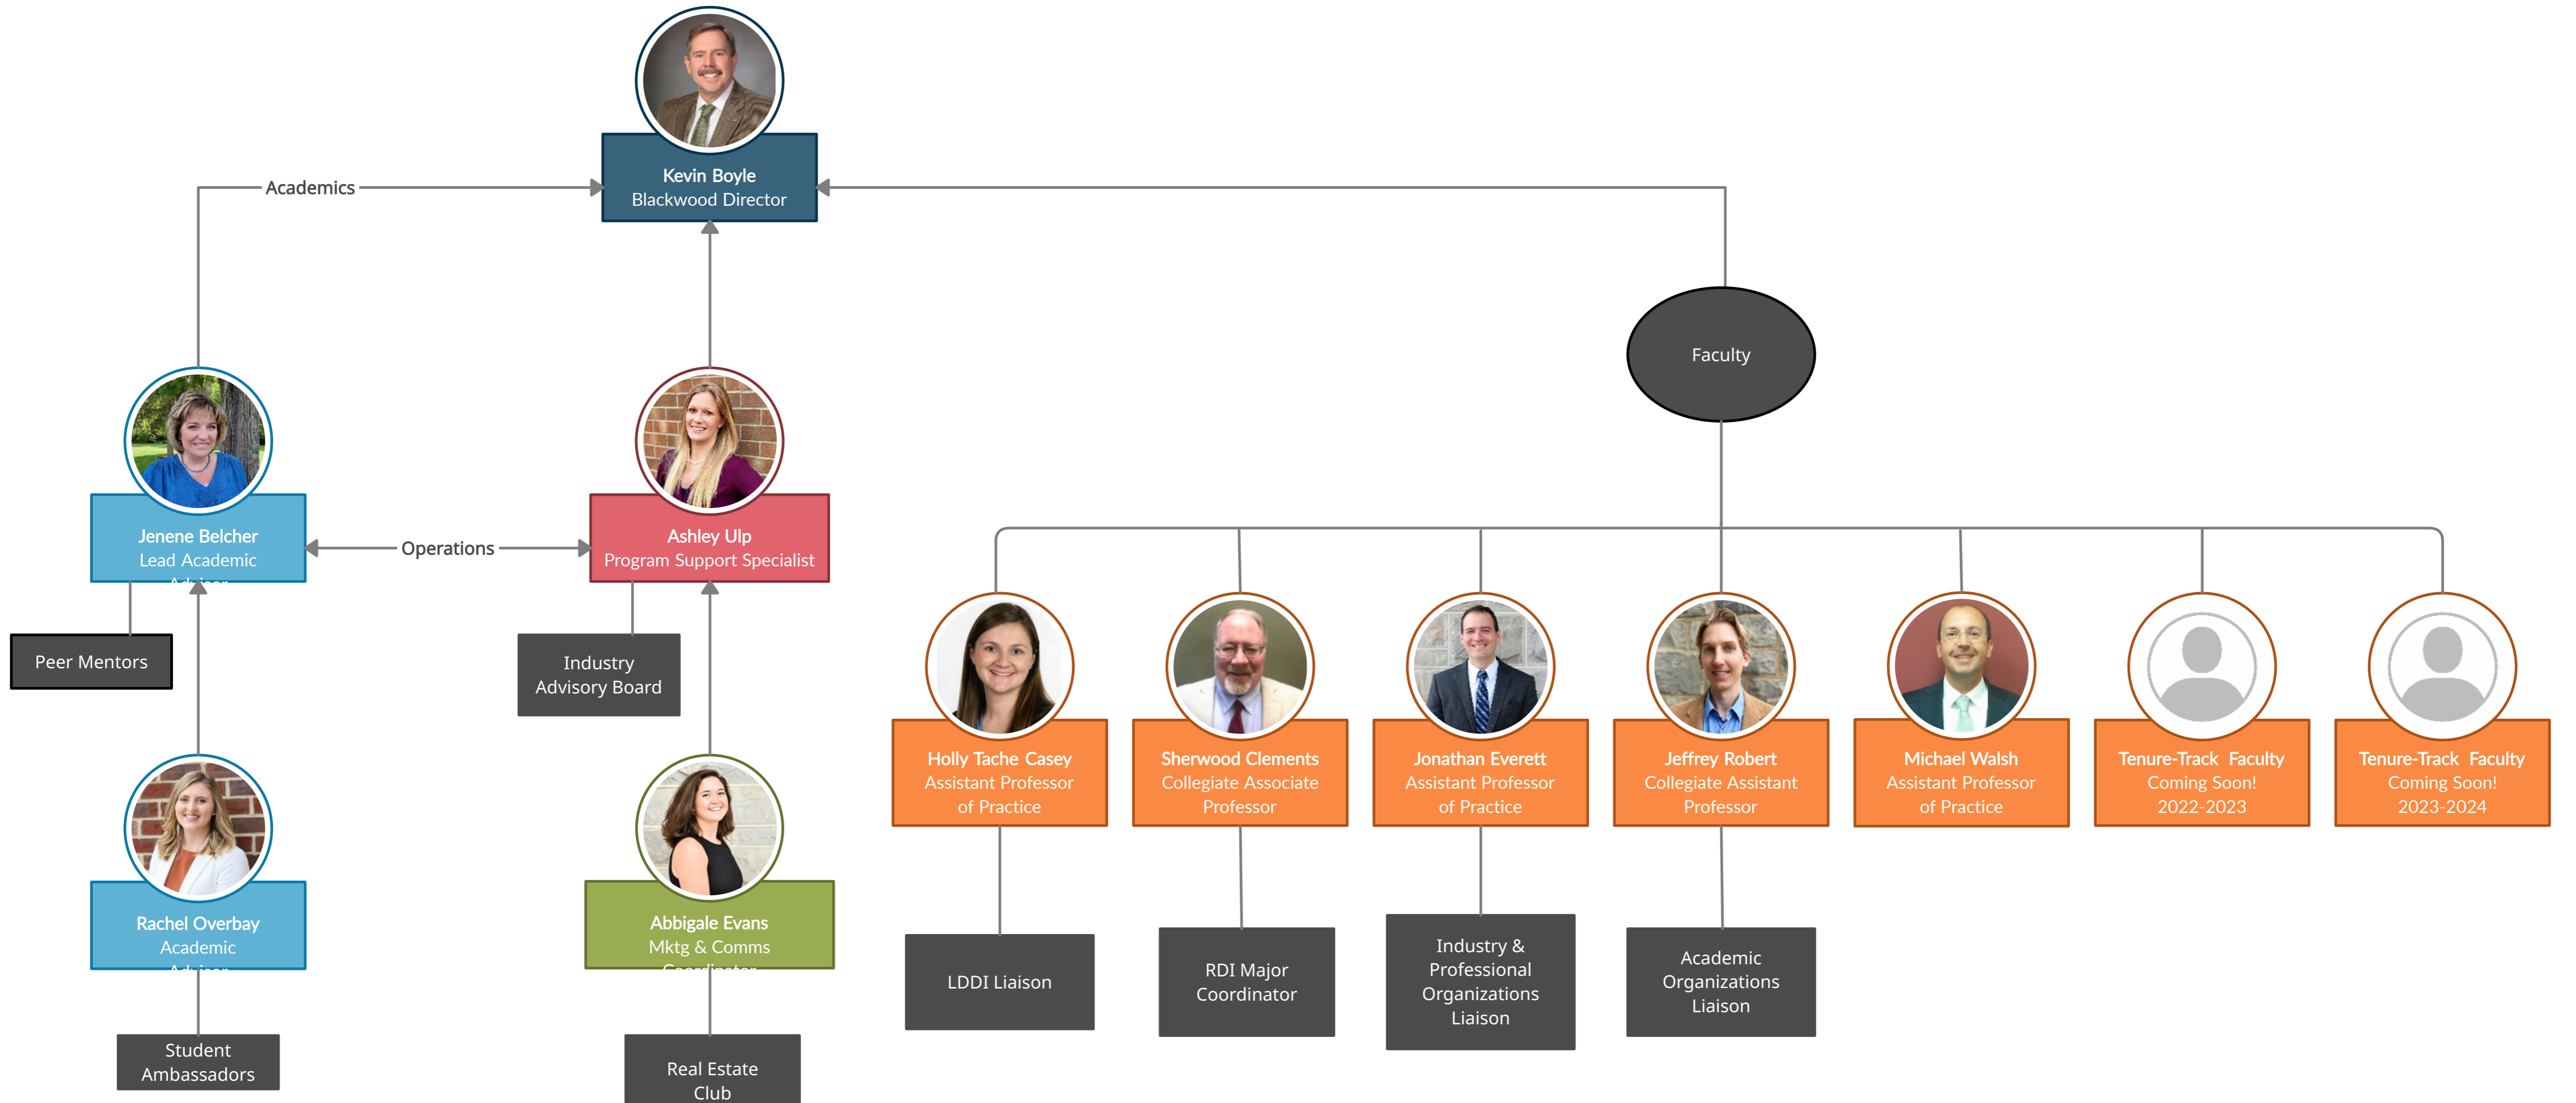 Kevin Boyle
Blackwood Director
Academics
Faculty
Jenene Belcher
Lead Academic
Advisor
Operations
Ashley Ulp
Program Support Specialist
Peer Mentors
Industry
Advisory Board
Holly Tache Casey
Assistant Professor
of Practice
Sherwood Clements
Collegiate Associate
Professor
Jonathan Everett
Assistant Professor
of Practice
Jeffrey Robert
Collegiate Assistant
Professor
Michael Walsh
Assistant Professor
of Practice
Tenure-Track Faculty
Coming Soon!
2022-2023
Tenure-Track Faculty
Coming Soon!
2023-2024
Rachel Overbay
Academic
Advisor
Abbigale Evans
Mktg & Comms
Coordinator
LDDI Liaison
RDI Major
Coordinator
Industry &
Professional
Organizations
Liaison
Academic
Organizations
Liaison
Student
Ambassadors
Real Estate
Club